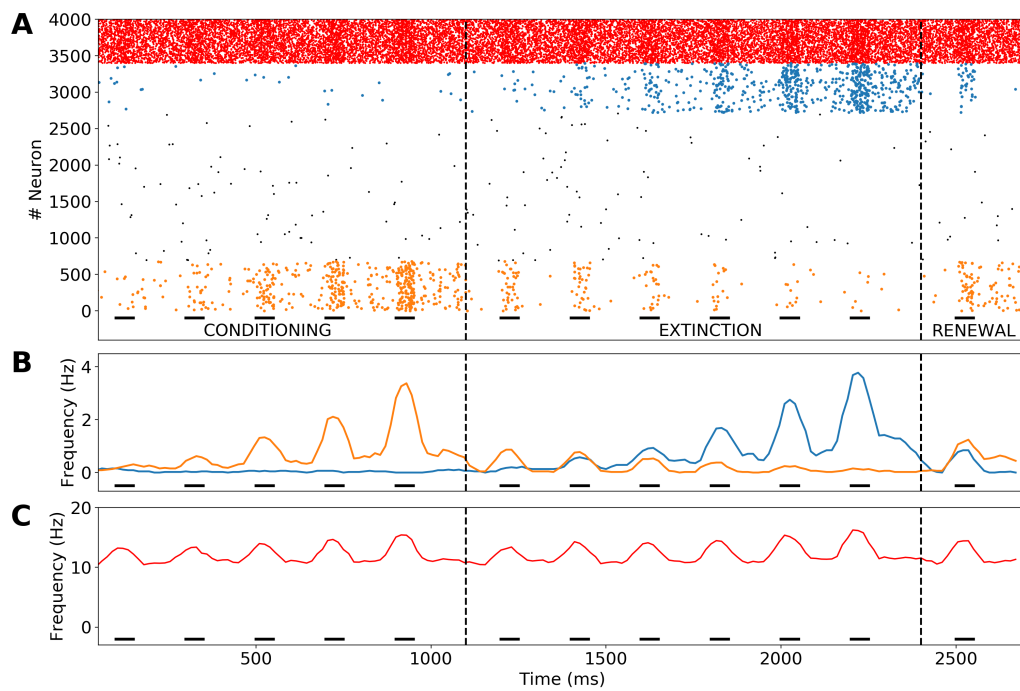 A
4000
3500
3000
2500
2000
1500
1000
500
0
# Neuron
CONDITIONING EXTINCTION RENEWAL
B
4
2
0
Frequency (Hz)
C
20
10
0
Frequency (Hz)
500 1000 1500 2000 2500
Time (ms)